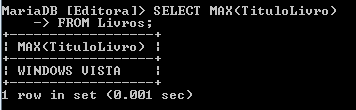 MariaDB [Editora]> SELECT MAX(TituloLivro)
    -> FROM Livros;
+------------------+
| MAX(TituloLivro) |
+------------------+
| WINDOWS VISTA    |
+------------------+
1 row in set (0.001 sec)